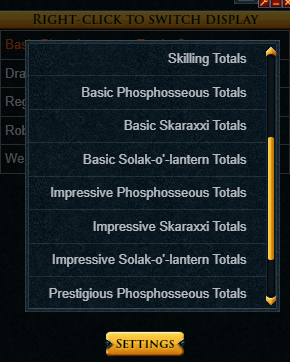 RIGHT-CLICK TO SWITCH DISPLAY
Skilling Totals
Basic Phosphosseous Totals
Basic Skaraxxi Totals
Basic Solak-o'-lantern Totals
Impressive Phosphosseous Totals
Impressive Skaraxxi Totals
Impressive Solak-o'-lantern Totals
Prestigious Phosphosseous Totals
SETTINGS